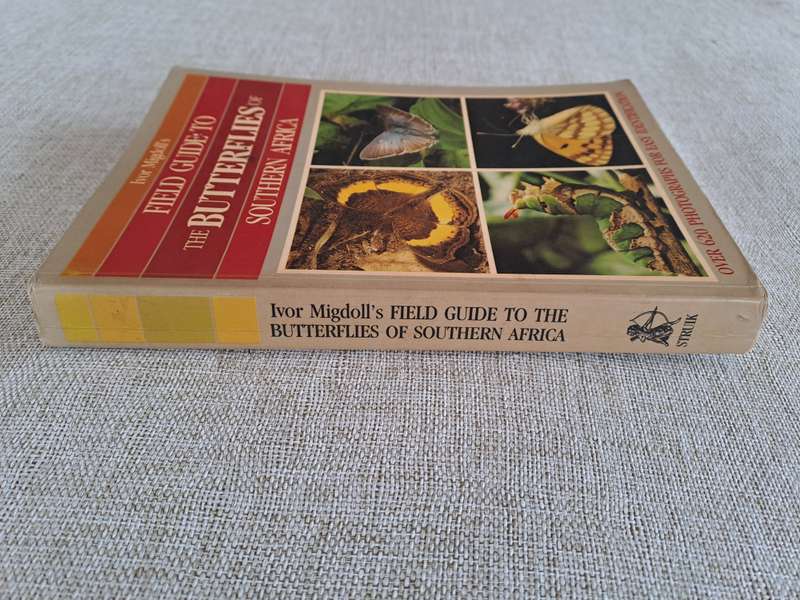 Ivor Migdoll's
FIELD GUIDE TO
THE BUTTERFLIES OF
SOUTHERN AFRICA
OVER 620 PHOTOGRAPHS FOR EASY IDENTIFICATION
Ivor Migdoll's FIELD GUIDE TO THE
BUTTERFLIES OF SOUTHERN AFRICA
STRUIK